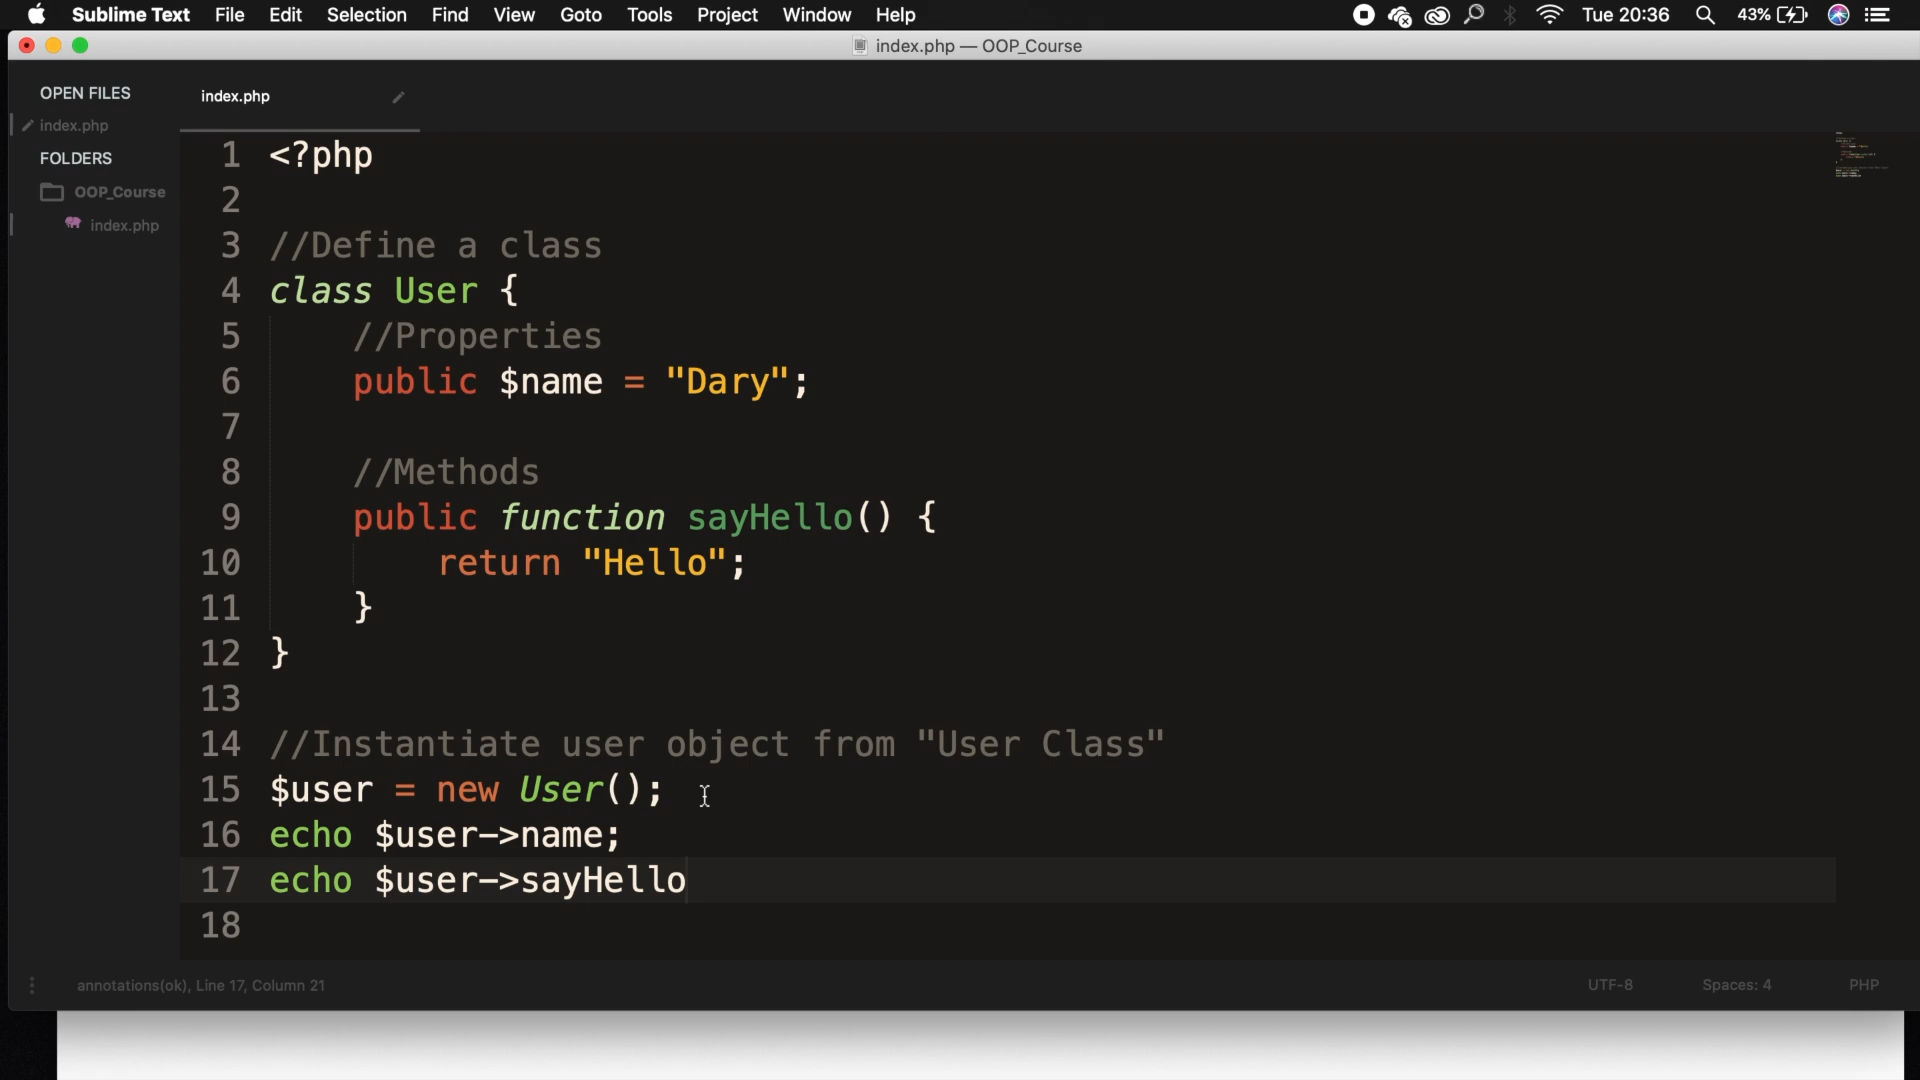 Sublime Text File Edit Selection Find View Goto Tools Project Window Help Tue 20:36 43%
index.php — OOP_Course
OPEN FILES
index.php
FOLDERS
OOP_Course
index.php
index.php
1 <?php
2
3 //Define a class
4 class User {
5 //Properties
6 public $name = "Dary";
7
8 //Methods
9 public function sayHello() {
10 return "Hello";
11 }
12 }
13
14 //Instantiate user object from "User Class"
15 $user = new User();
16 echo $user->name;
17 echo $user->sayHello
18
annotations(ok), Line 17, Column 21 UTF-8 Spaces: 4 PHP